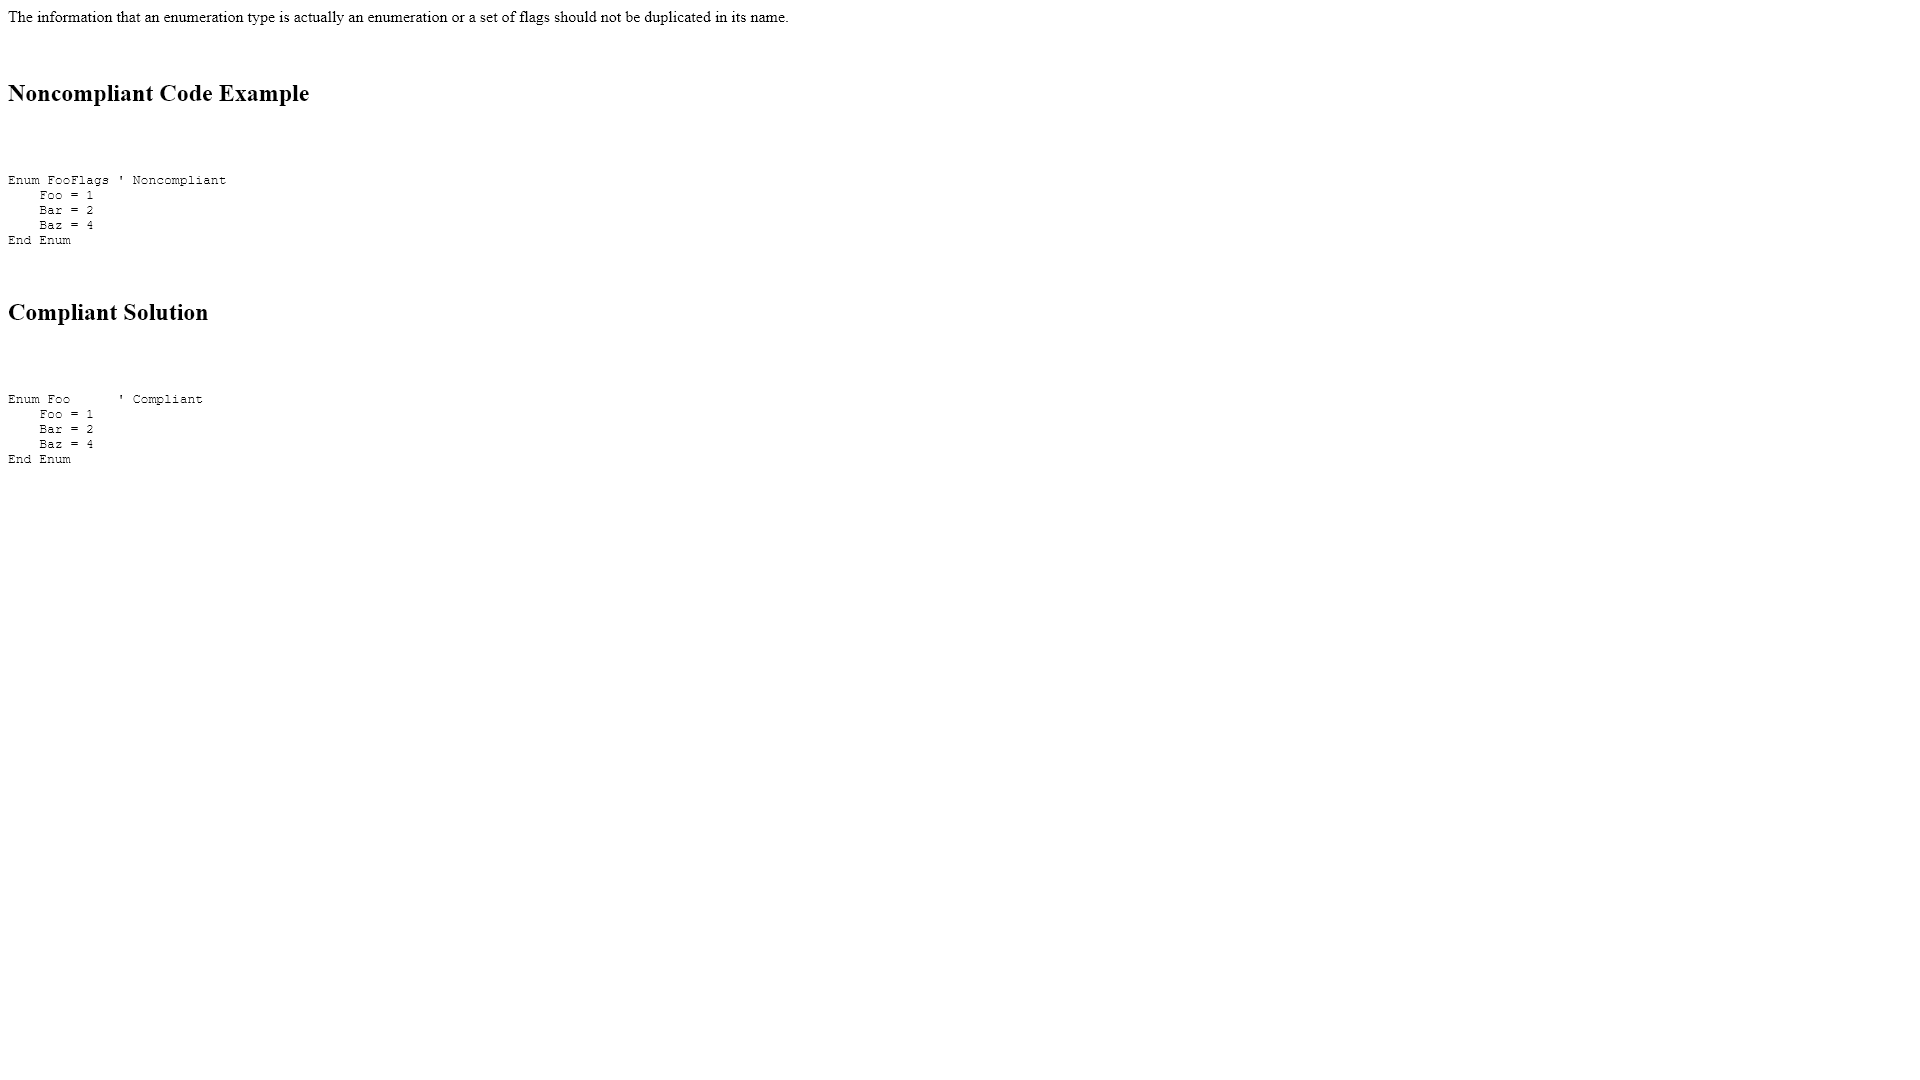 The information that an enumeration type is actually an enumeration or a set of flags should not be duplicated in its name.
Noncompliant Code Example
Enum FooFlags ' Noncompliant
    Foo = 1
    Bar = 2
    Baz = 4
End Enum
Compliant Solution
Enum Foo      ' Compliant
    Foo = 1
    Bar = 2
    Baz = 4
End Enum